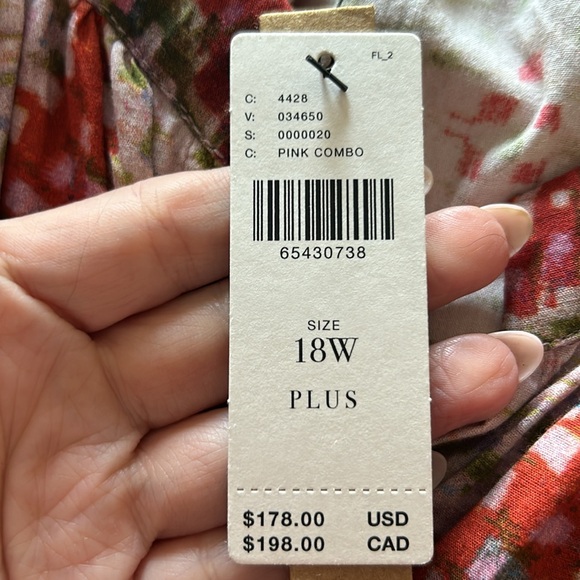 FL_2
C: 4428
V: 034650
S: 0000020
C: PINK COMBO
65430738
SIZE
18W
PLUS
$178.00 USD
$198.00 CAD